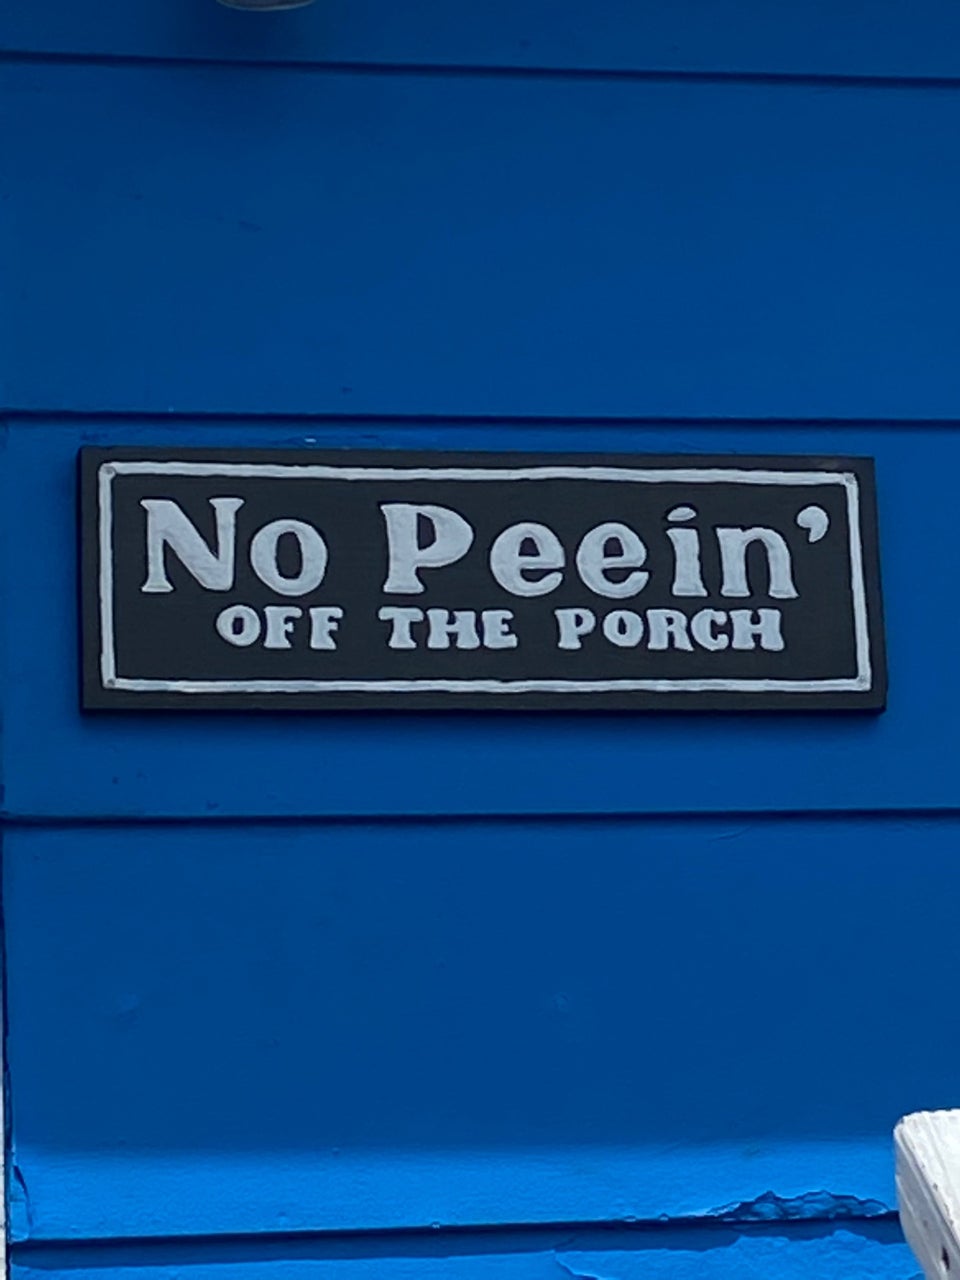 No Peein'
OFF THE PORCH